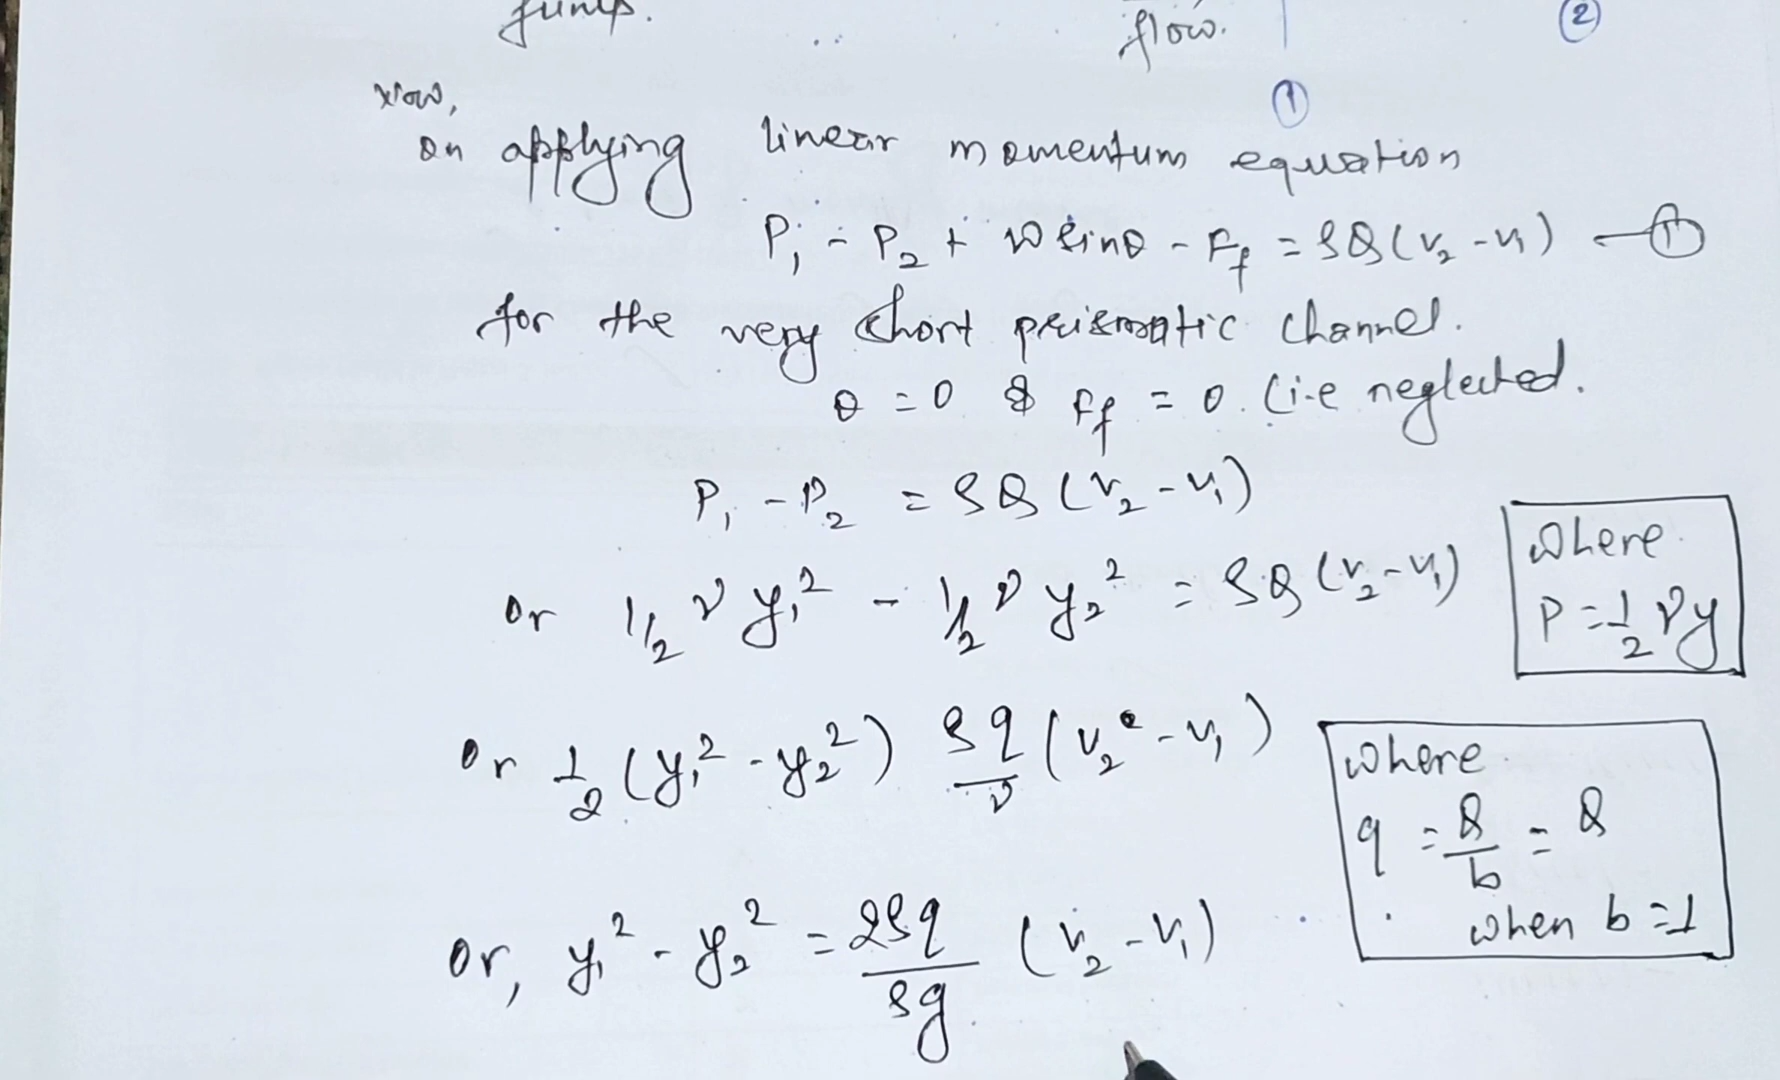 jump.
flow.
②
①
Now,
on applying linear momentum equation
P₁ - P₂ + W sinθ - F_f = ρQ(V₂ - V₁) — ①
for the very short prismatic channel.
θ = 0 & F_f = 0. (i.e neglected.
P₁ - P₂ = ρQ (V₂ - V₁)
or 1/2 γ y₁² - 1/2 γ y₂² = ρQ (V₂ - V₁)
where
P = 1/2 γy
or 1/2 (y₁² - y₂²) ρq/γ (V₂ - V₁)
where
q = Q/b = Q
when b = 1
or, y₁² - y₂² = 2ρq/ρg (V₂ - V₁)